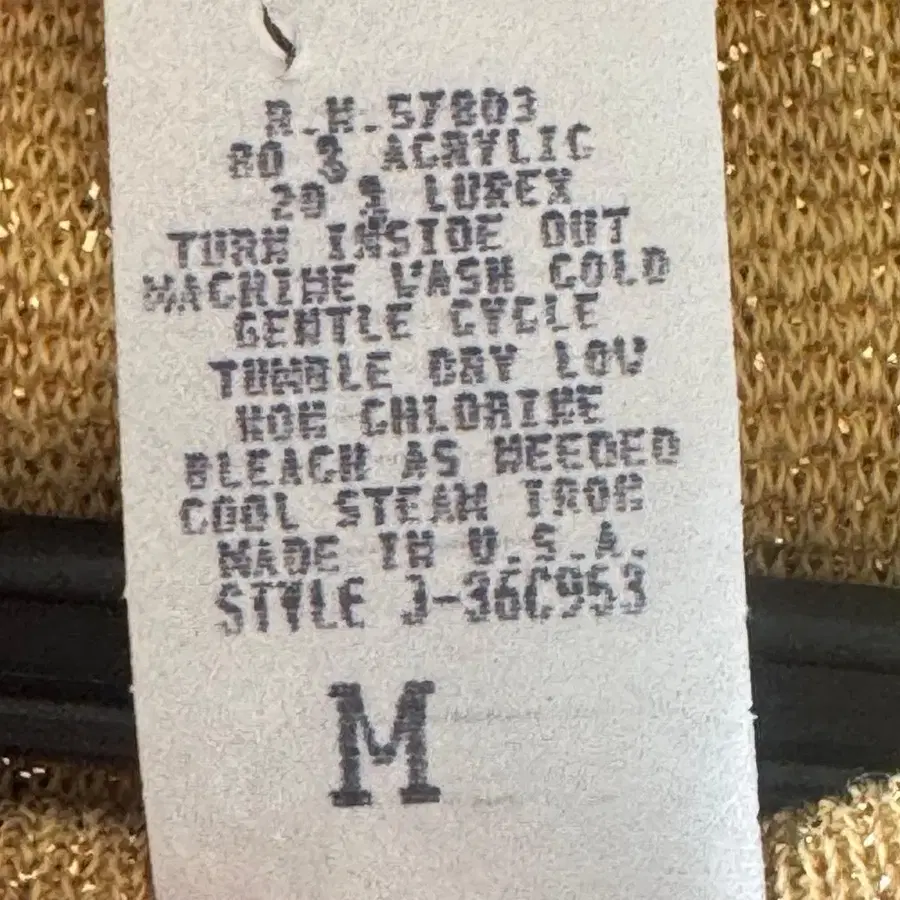 R.N.57803
80 % ACRYLIC
20 % LUREX
TURN INSIDE OUT
MACHINE WASH COLD
GENTLE CYCLE
TUMBLE DRY LOW
NON CHLORINE
BLEACH AS NEEDED
COOL STEAM IRON
MADE IN U.S.A.
STYLE J-36C953
M